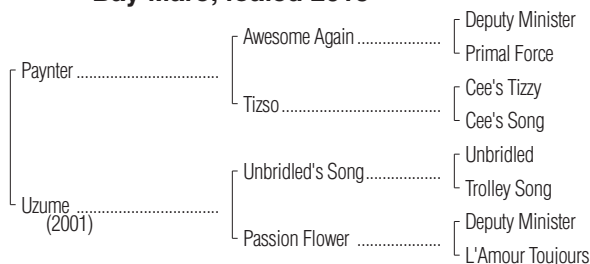 Bay Mare, foaled
Deputy Minister
Awesome Again ....................
Primal Force
Paynter ..................................
Cee's Tizzy
Tizso ......................................
Cee's Song
Unbridled
Unbridled's Song ..................
Trolley Song
Uzume ..................................
(2001)
Deputy Minister
Passion Flower ....................
L'Amour Toujours